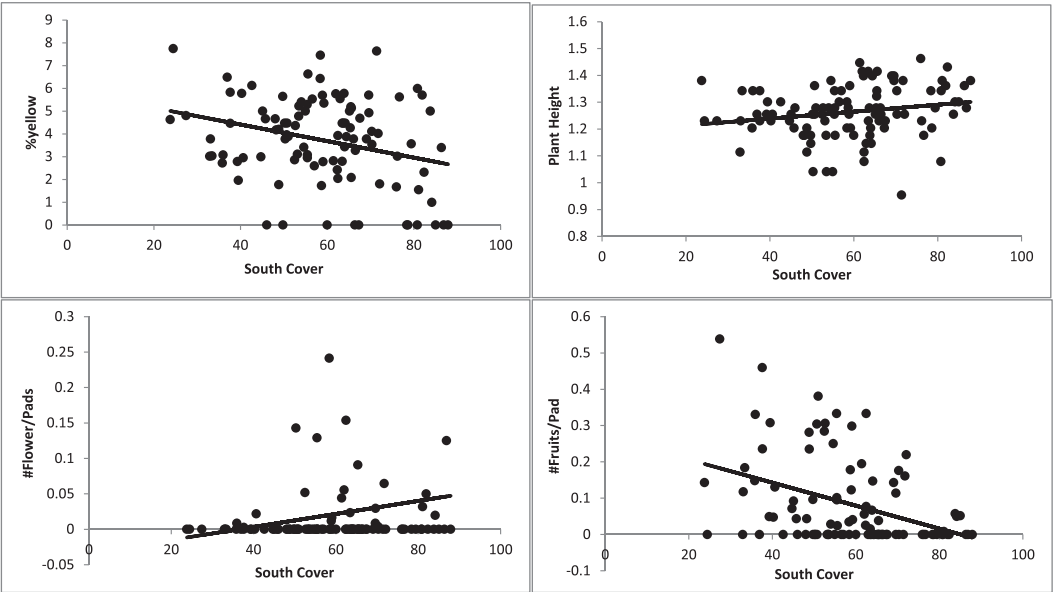 9
8
7
6
5
4
3
2
1
0
%yellow
0 20 40 60 80 100
South Cover
1.6
1.5
1.4
1.3
1.2
1.1
1
0.9
0.8
Plant Height
0 20 40 60 80 100
South Cover
0.3
0.25
0.2
0.15
0.1
0.05
0
-0.05
#Flower/Pads
0 20 40 60 80 100
South Cover
0.6
0.5
0.4
0.3
0.2
0.1
0
-0.1
#Fruits/Pad
0 20 40 60 80 100
South Cover